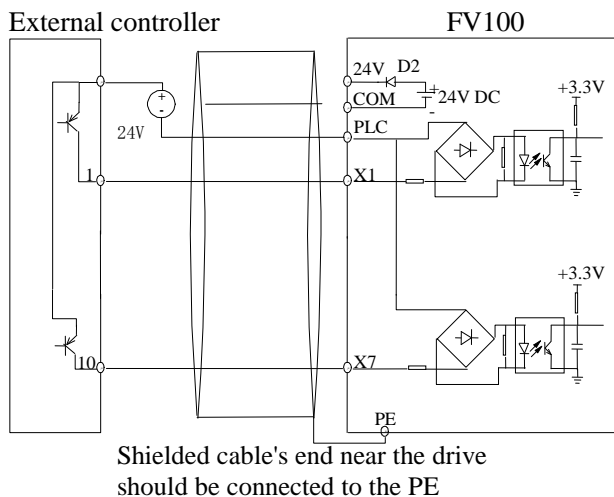 External controller FV100
24V D2
+ - 24V
COM + 24V DC -
+3.3V
PLC
1 X1
+3.3V
10 X7
PE
Shielded cable's end near the drive
should be connected to the PE